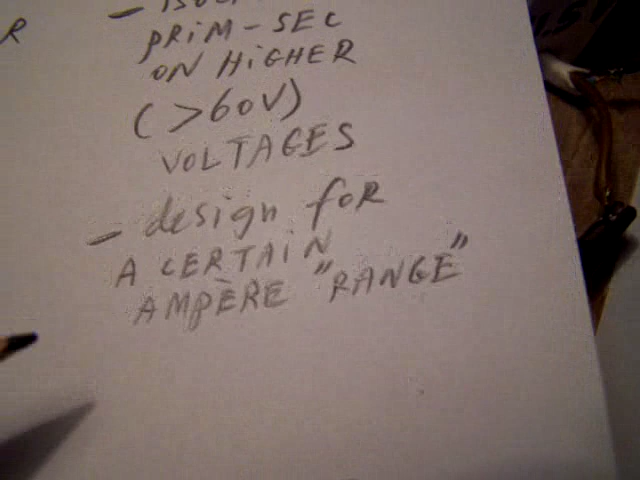 R
PRiM-SEC
ON HiGHER
(>60V)
VOLTAGES
- design foR
A CERTAiN
AMPÈRE "RANGE"